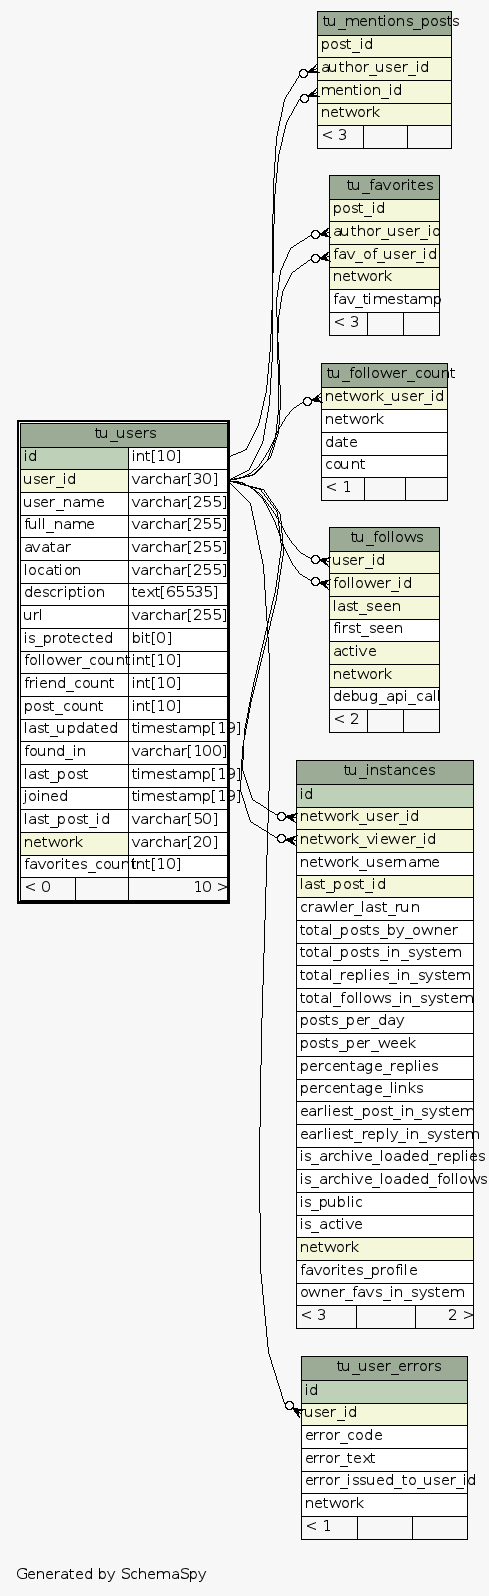 tu_mentions_posts
post_id
author_user_id
mention_id
network
< 3
tu_favorites
post_id
author_user_id
fav_of_user_id
network
fav_timestamp
< 3
tu_follower_count
network_user_id
network
date
count
< 1
tu_users
id int[10]
user_id varchar[30]
user_name varchar[255]
full_name varchar[255]
avatar varchar[255]
location varchar[255]
description text[65535]
url varchar[255]
is_protected bit[0]
follower_count int[10]
friend_count int[10]
post_count int[10]
last_updated timestamp[19]
found_in varchar[100]
last_post timestamp[19]
joined timestamp[19]
last_post_id varchar[50]
network varchar[20]
favorites_count int[10]
< 0 10 >
tu_follows
user_id
follower_id
last_seen
first_seen
active
network
debug_api_call
< 2
tu_instances
id
network_user_id
network_viewer_id
network_username
last_post_id
crawler_last_run
total_posts_by_owner
total_posts_in_system
total_replies_in_system
total_follows_in_system
posts_per_day
posts_per_week
percentage_replies
percentage_links
earliest_post_in_system
earliest_reply_in_system
is_archive_loaded_replies
is_archive_loaded_follows
is_public
is_active
network
favorites_profile
owner_favs_in_system
< 3 2 >
tu_user_errors
id
user_id
error_code
error_text
error_issued_to_user_id
network
< 1
Generated by SchemaSpy